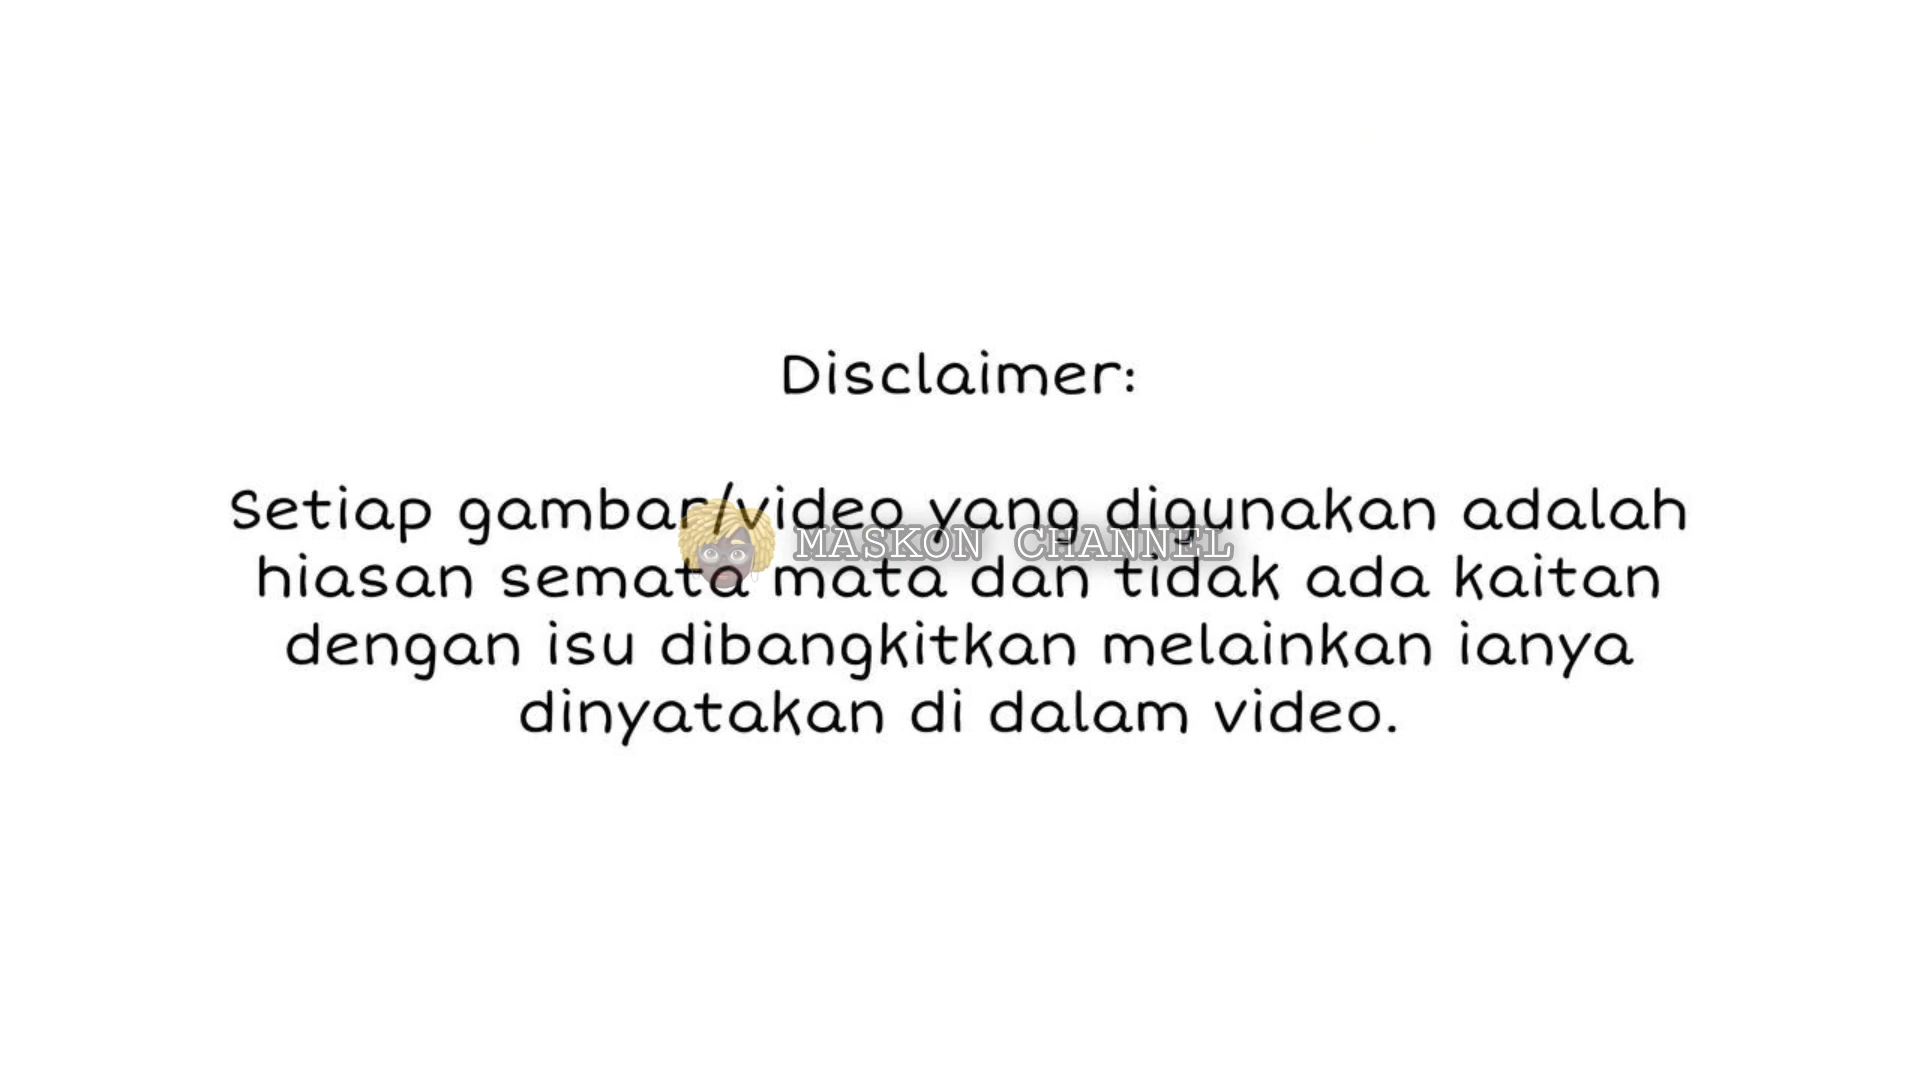 Disclaimer:
Setiap gambar/video yang digunakan adalah
MASKON CHANNEL
hiasan semata mata dan tidak ada kaitan
dengan isu dibangkitkan melainkan ianya
dinyatakan di dalam video.